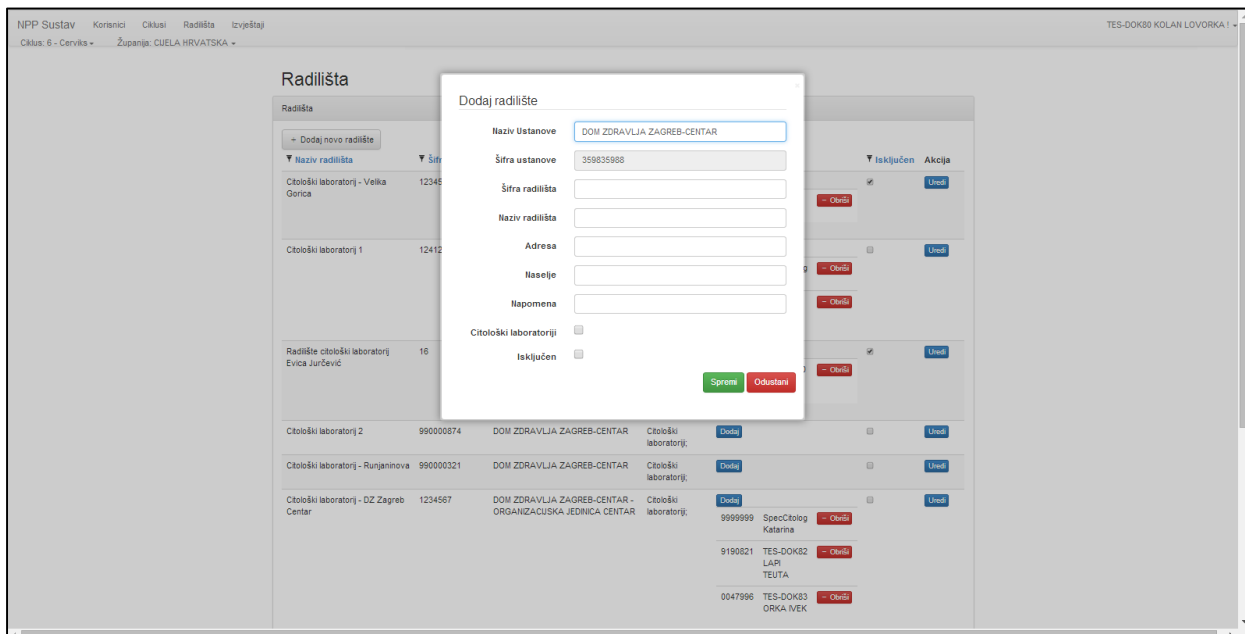 NPP Sustav Korisnici Ciklusi Radilišta Izvještaji TES-DOK80 KOLAN LOVORKA !
Ciklus: 6 - Cerviks Županija: CIJELA HRVATSKA
Radilišta
Radilišta
+ Dodaj novo radilište
Naziv radilišta Isključen Akcija
Citološki laboratorij - Velika Gorica 12345 Uredi
− Obriši
Citološki laboratorij 1 12412 Uredi
− Obriši
− Obriši
Radilište citološki laboratorij Evica Jurčević 16 Uredi
− Obriši
Dodaj radilište
Naziv Ustanove DOM ZDRAVLJA ZAGREB-CENTAR
Šifra ustanove 359835988
Šifra radilišta
Naziv radilišta
Adresa
Naselje
Napomena
Citološki laboratoriji
Isključen
Spremi Odustani
Citološki laboratorij 2 990000874 DOM ZDRAVLJA ZAGREB-CENTAR Citološki laboratoriji; Dodaj Uredi
Citološki laboratorij - Runjaninova 990000321 DOM ZDRAVLJA ZAGREB-CENTAR Citološki laboratoriji; Dodaj Uredi
Citološki laboratorij - DZ Zagreb Centar 1234567 DOM ZDRAVLJA ZAGREB-CENTAR - ORGANIZACIJSKA JEDINICA CENTAR Citološki laboratoriji; Dodaj Uredi
9999999 SpecCitolog Katarina − Obriši
9190821 TES-DOK82 LAPI TEUTA − Obriši
0047996 TES-DOK83 ORKA IVEK − Obriši